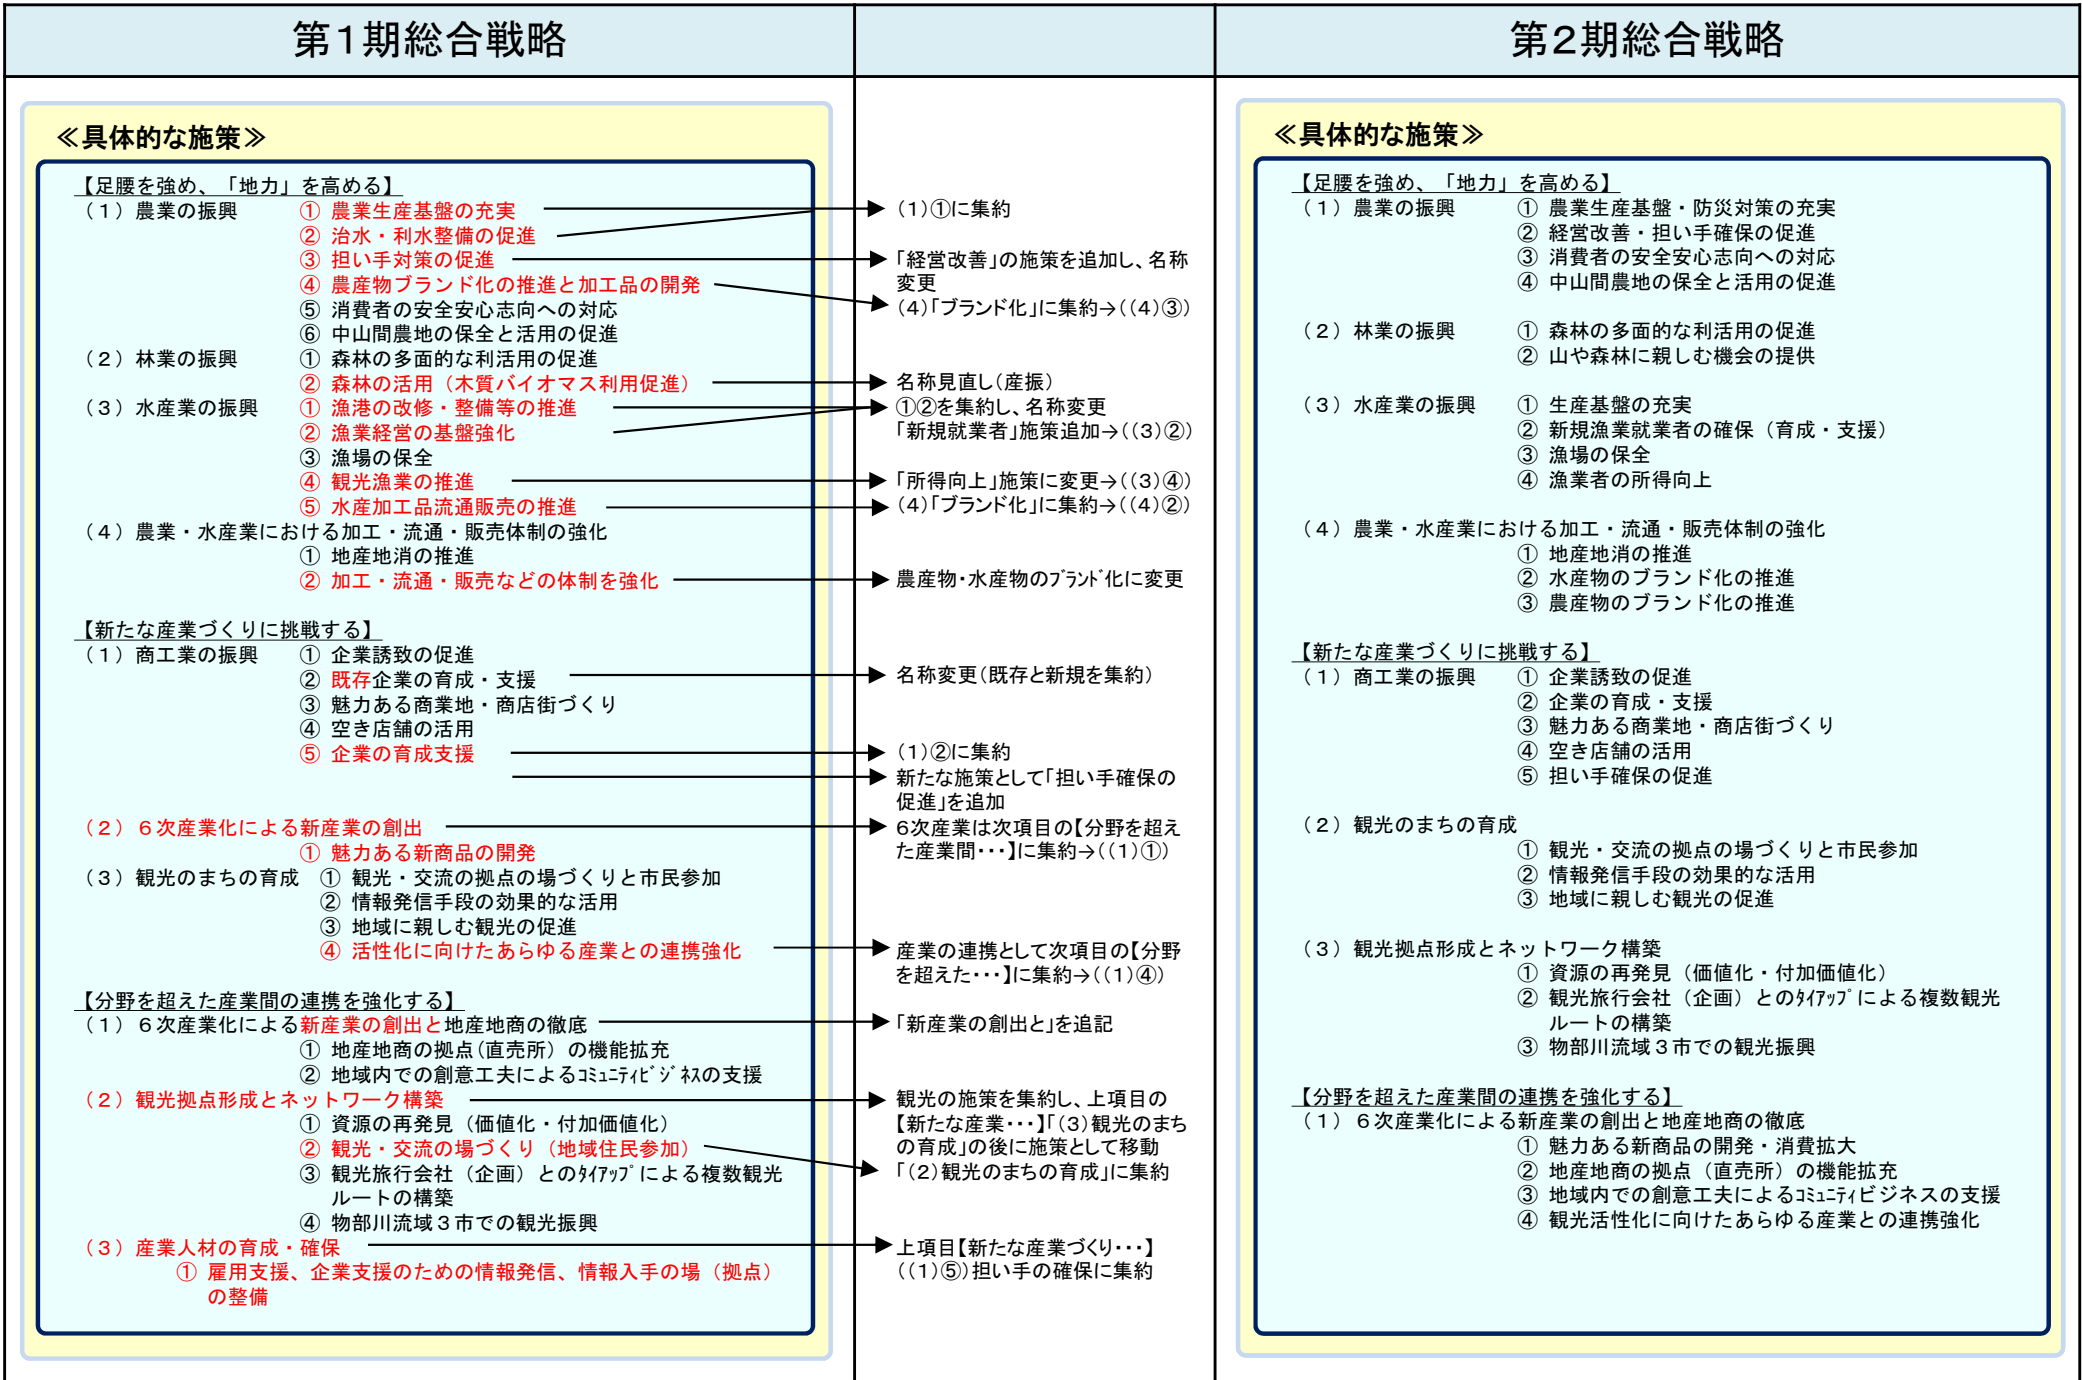 第1期総合戦略
≪具体的な施策≫
【足腰を強め、「地力」を高める】
（１）農業の振興 ① 農業生産基盤の充実
② 治水・利水整備の促進
③ 担い手対策の促進
④ 農産物ブランド化の推進と加工品の開発
⑤ 消費者の安全安心志向への対応
⑥ 中山間農地の保全と活用の促進
（２）林業の振興 ① 森林の多面的な利活用の促進
② 森林の活用（木質バイオマス利用促進）
（３）水産業の振興 ① 漁港の改修・整備等の推進
② 漁業経営の基盤強化
③ 漁場の保全
④ 観光漁業の推進
⑤ 水産加工品流通販売の推進
（４）農業・水産業における加工・流通・販売体制の強化
① 地産地消の推進
② 加工・流通・販売などの体制を強化
【新たな産業づくりに挑戦する】
（１）商工業の振興 ① 企業誘致の促進
② 既存企業の育成・支援
③ 魅力ある商業地・商店街づくり
④ 空き店舗の活用
⑤ 企業の育成支援
（２）６次産業化による新産業の創出
① 魅力ある新商品の開発
（３）観光のまちの育成 ① 観光・交流の拠点の場づくりと市民参加
② 情報発信手段の効果的な活用
③ 地域に親しむ観光の促進
④ 活性化に向けたあらゆる産業との連携強化
【分野を超えた産業間の連携を強化する】
（１）６次産業化による新産業の創出と地産地商の徹底
① 地産地商の拠点(直売所）の機能拡充
② 地域内での創意工夫によるｺﾐｭﾆﾃｨﾋﾞｼﾞﾈｽの支援
（２）観光拠点形成とネットワーク構築
① 資源の再発見（価値化・付加価値化）
② 観光・交流の場づくり（地域住民参加）
③ 観光旅行会社（企画）とのﾀｲｱｯﾌﾟによる複数観光
ルートの構築
④ 物部川流域３市での観光振興
（３）産業人材の育成・確保
① 雇用支援、企業支援のための情報発信、情報入手の場（拠点）
の整備
(1)①に集約
「経営改善」の施策を追加し、名称
変更
(4)「ブランド化」に集約→((4)③)
名称見直し(産振)
①②を集約し、名称変更
「新規就業者」施策追加→((3)②)
「所得向上」施策に変更→((3)④)
(4)「ブランド化」に集約→((4)②)
農産物・水産物のﾌﾞﾗﾝﾄﾞ化に変更
名称変更(既存と新規を集約)
(1)②に集約
新たな施策として「担い手確保の
促進」を追加
6次産業は次項目の【分野を超え
た産業間・・・】に集約→((1)①)
産業の連携として次項目の【分野
を超えた・・・】に集約→((1)④)
「新産業の創出と」を追記
観光の施策を集約し、上項目の
【新たな産業・・・】「(3)観光のまち
の育成」の後に施策として移動
「(2)観光のまちの育成」に集約
上項目【新たな産業づくり・・・】
((1)⑤)担い手の確保に集約
第2期総合戦略
≪具体的な施策≫
【足腰を強め、「地力」を高める】
（１）農業の振興 ① 農業生産基盤・防災対策の充実
② 経営改善・担い手確保の促進
③ 消費者の安全安心志向への対応
④ 中山間農地の保全と活用の促進
（２）林業の振興 ① 森林の多面的な利活用の促進
② 山や森林に親しむ機会の提供
（３）水産業の振興 ① 生産基盤の充実
② 新規漁業就業者の確保（育成・支援）
③ 漁場の保全
④ 漁業者の所得向上
（４）農業・水産業における加工・流通・販売体制の強化
① 地産地消の推進
② 水産物のブランド化の推進
③ 農産物のブランド化の推進
【新たな産業づくりに挑戦する】
（１）商工業の振興 ① 企業誘致の促進
② 企業の育成・支援
③ 魅力ある商業地・商店街づくり
④ 空き店舗の活用
⑤ 担い手確保の促進
（２）観光のまちの育成
① 観光・交流の拠点の場づくりと市民参加
② 情報発信手段の効果的な活用
③ 地域に親しむ観光の促進
（３）観光拠点形成とネットワーク構築
① 資源の再発見（価値化・付加価値化）
② 観光旅行会社（企画）とのﾀｲｱｯﾌﾟによる複数観光
ルートの構築
③ 物部川流域３市での観光振興
【分野を超えた産業間の連携を強化する】
（１）６次産業化による新産業の創出と地産地商の徹底
① 魅力ある新商品の開発・消費拡大
② 地産地商の拠点（直売所）の機能拡充
③ 地域内での創意工夫によるｺﾐｭﾆﾃｨビジネスの支援
④ 観光活性化に向けたあらゆる産業との連携強化